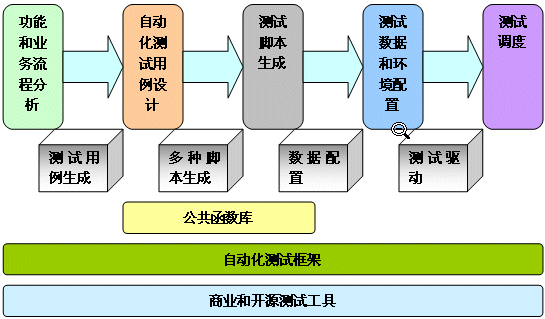 功能
和业
务流
程分
析
自动
化测
试用
例设
计
测试
脚本
生成
测试
数据
和环
境配
置
测试
调度
测试用
例生成
多种脚
本生成
数据配
置
测试驱
动
公共函数库
自动化测试框架
商业和开源测试工具